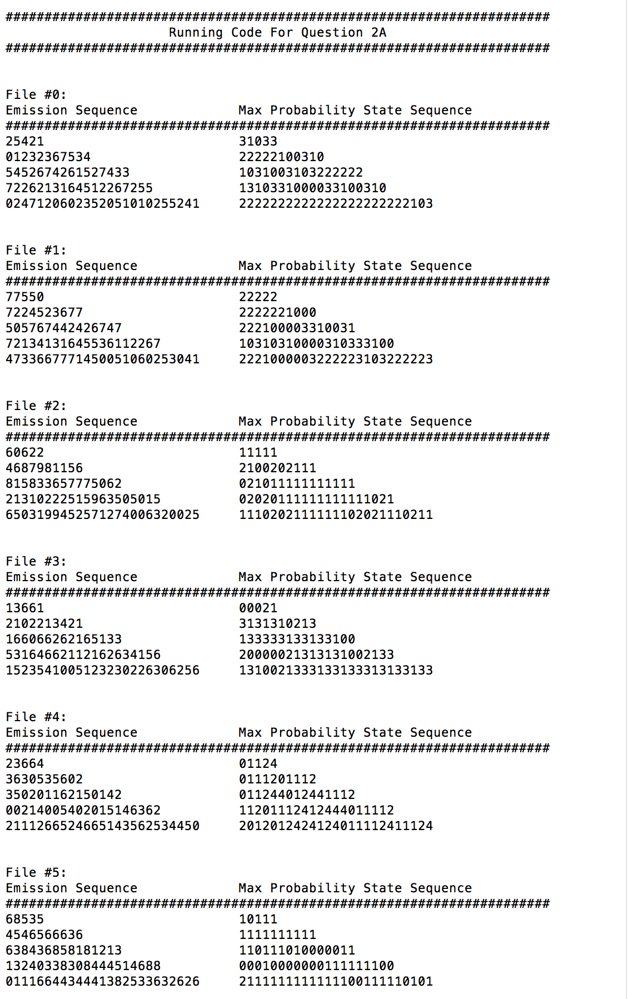 ######################################################################
Running Code For Question 2A
######################################################################
File #0:
Emission Sequence Max Probability State Sequence
######################################################################
25421 31033
01232367534 22222100310
5452674261527433 1031003103222222
7226213164512267255 1310331000033100310
0247120602352051010255241 2222222222222222222222103
File #1:
Emission Sequence Max Probability State Sequence
######################################################################
77550 22222
7224523677 2222221000
505767442426747 222100003310031
72134131645536112267 10310310000310333100
4733667771450051060253041 2221000003222223103222223
File #2:
Emission Sequence Max Probability State Sequence
######################################################################
60622 11111
4687981156 2100202111
815833657775062 021011111111111
21310222515963505015 02020111111111111021
6503199452571274006320025 1110202111111102021110211
File #3:
Emission Sequence Max Probability State Sequence
######################################################################
13661 00021
2102213421 3131310213
166066262165133 133333133133100
53164662112162634156 20000021313131002133
1523541005123230226306256 1310021333133133313133133
File #4:
Emission Sequence Max Probability State Sequence
######################################################################
23664 01124
3630535602 0111201112
350201162150142 011244012441112
00214005402015146362 11201112412444011112
2111266524665143562534450 2012012424124011112411124
File #5:
Emission Sequence Max Probability State Sequence
######################################################################
68535 10111
4546566636 1111111111
638436858181213 110111010000011
13240338308444514688 00010000000111111100
0111664434441382533632626 2111111111111100111110101